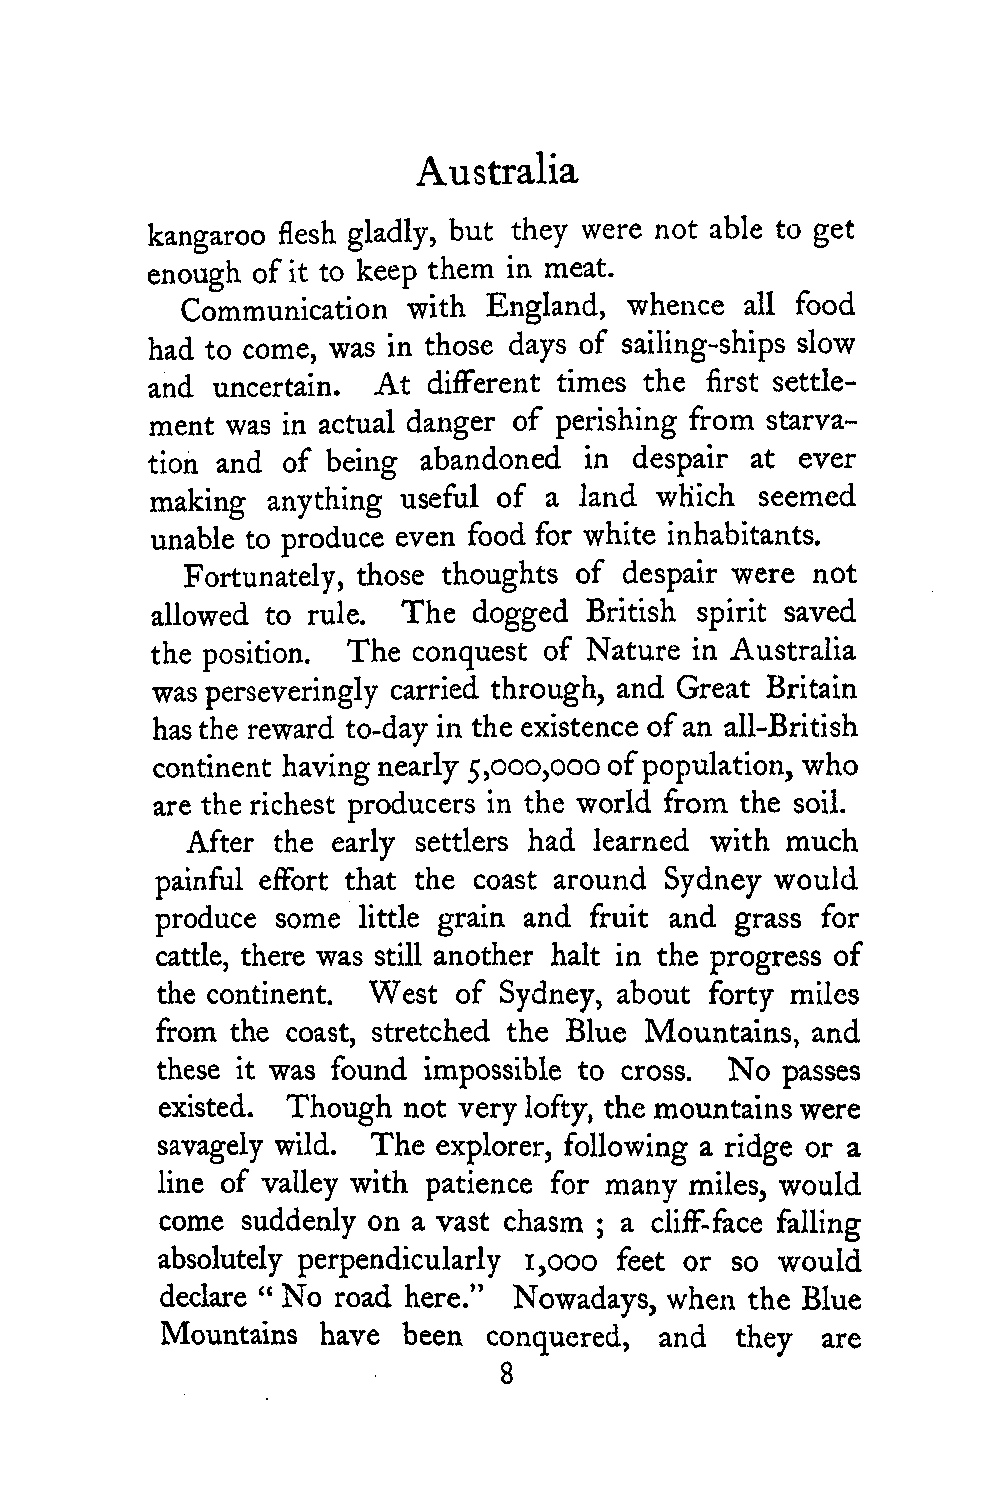 Australia
kangaroo flesh gladly, but they were not able to get
enough of it to keep them in meat.
Communication with England, whence all food
had to come, was in those days of sailing-ships slow
and uncertain. At different times the first settle-
ment was in actual danger of perishing from starva-
tion and of being abandoned in despair at ever
making anything useful of a land which seemed
unable to produce even food for white inhabitants.
Fortunately, those thoughts of despair were not
allowed to rule. The dogged British spirit saved
the position. The conquest of Nature in Australia
was perseveringly carried through, and Great Britain
has the reward to-day in the existence of an all-British
continent having nearly 5,000,000 of population, who
are the richest producers in the world from the soil.
After the early settlers had learned with much
painful effort that the coast around Sydney would
produce some little grain and fruit and grass for
cattle, there was still another halt in the progress of
the continent. West of Sydney, about forty miles
from the coast, stretched the Blue Mountains, and
these it was found impossible to cross. No passes
existed. Though not very lofty, the mountains were
savagely wild. The explorer, following a ridge or a
line of valley with patience for many miles, would
come suddenly on a vast chasm ; a cliff-face falling
absolutely perpendicularly 1,000 feet or so would
declare “ No road here.” Nowadays, when the Blue
Mountains have been conquered, and they are
8